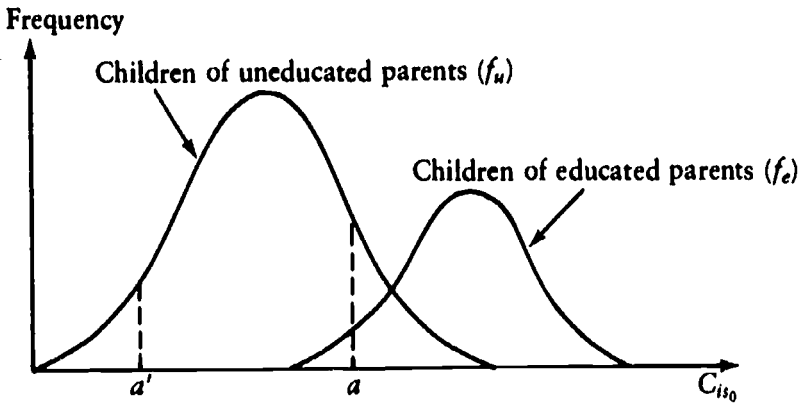 Frequency
Children of uneducated parents (fu)
Children of educated parents (fe)
a'
a
Cis0